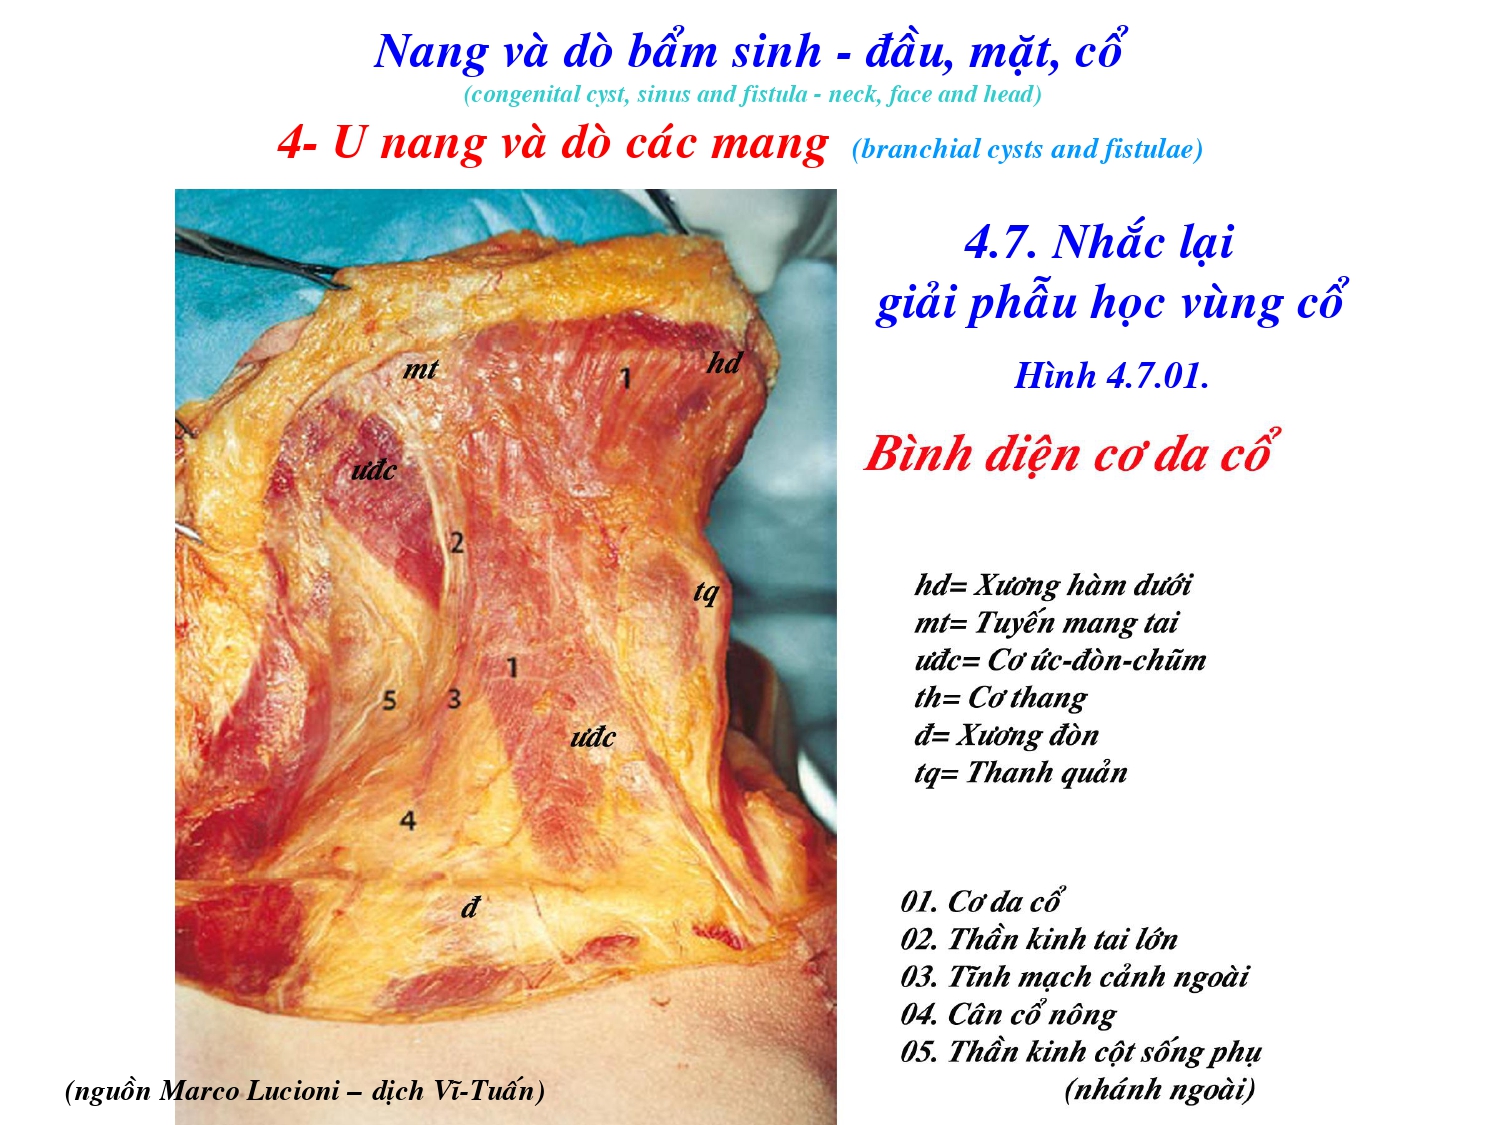 Nang và dò bẩm sinh - đầu, mặt, cổ
(congenital cyst, sinus and fistula - neck, face and head)
4- U nang và dò các mang (branchial cysts and fistulae)
4.7. Nhắc lại
giải phẫu học vùng cổ
Hình 4.7.01.
Bình diện cơ da cổ
mt
1
hd
ưđc
2
tq
1
5
3
ưđc
4
đ
hd= Xương hàm dưới
mt= Tuyến mang tai
ưđc= Cơ ức-đòn-chũm
th= Cơ thang
đ= Xương đòn
tq= Thanh quản
01. Cơ da cổ
02. Thần kinh tai lớn
03. Tĩnh mạch cảnh ngoài
04. Cân cổ nông
05. Thần kinh cột sống phụ
(nhánh ngoài)
(nguồn Marco Lucioni – dịch Vĩ-Tuấn)